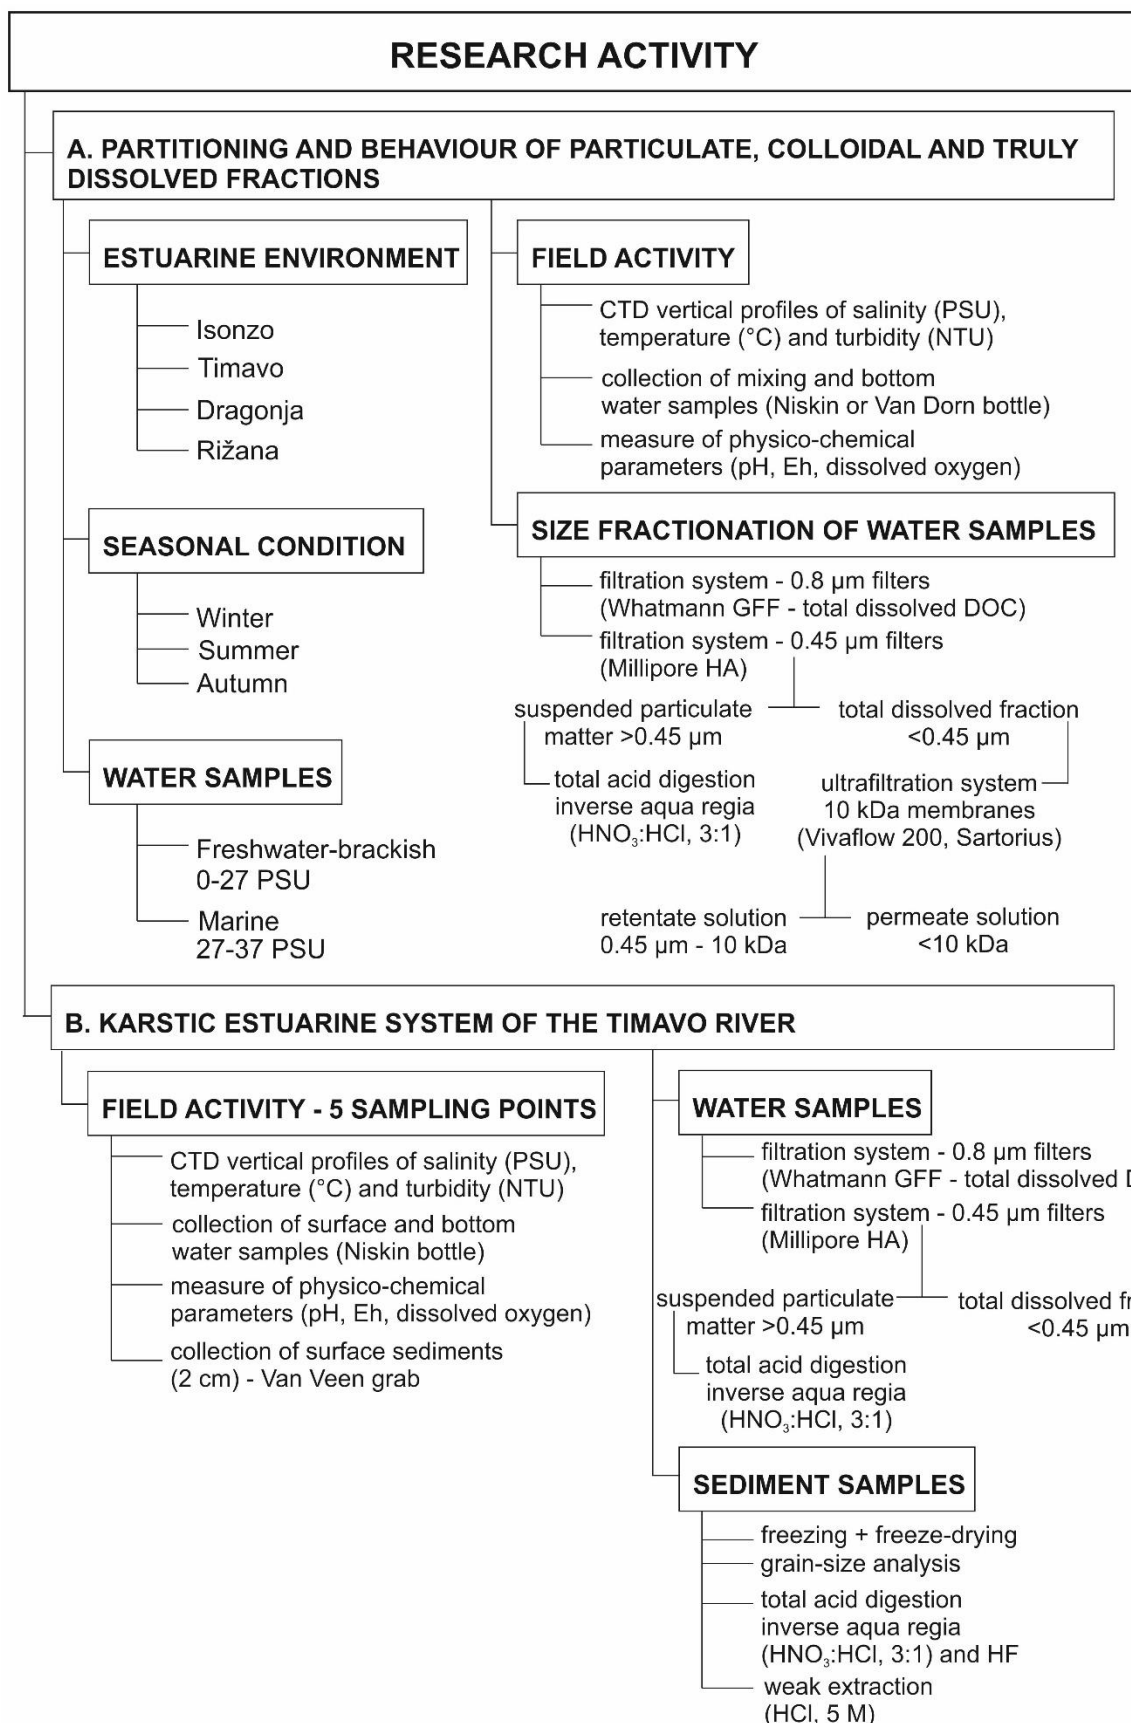 RESEARCH ACTIVITY
A. PARTITIONING AND BEHAVIOUR OF PARTICULATE, COLLOIDAL AND TRULY
DISSOLVED FRACTIONS
ESTUARINE ENVIRONMENT
Isonzo
Timavo
Dragonja
Rižana
SEASONAL CONDITION
Winter
Summer
Autumn
WATER SAMPLES
Freshwater-brackish
0-27 PSU
Marine
27-37 PSU
FIELD ACTIVITY
CTD vertical profiles of salinity (PSU),
temperature (°C) and turbidity (NTU)
collection of mixing and bottom
water samples (Niskin or Van Dorn bottle)
measure of physico-chemical
parameters (pH, Eh, dissolved oxygen)
SIZE FRACTIONATION OF WATER SAMPLES
filtration system - 0.8 µm filters
(Whatmann GFF - total dissolved DOC)
filtration system - 0.45 µm filters
(Millipore HA)
suspended particulate
matter >0.45 µm
total acid digestion
inverse aqua regia
(HNO₃:HCl, 3:1)
total dissolved fraction
<0.45 µm
ultrafiltration system
10 kDa membranes
(Vivaflow 200, Sartorius)
retentate solution
0.45 µm - 10 kDa
permeate solution
<10 kDa
B. KARSTIC ESTUARINE SYSTEM OF THE TIMAVO RIVER
FIELD ACTIVITY - 5 SAMPLING POINTS
CTD vertical profiles of salinity (PSU),
temperature (°C) and turbidity (NTU)
collection of surface and bottom
water samples (Niskin bottle)
measure of physico-chemical
parameters (pH, Eh, dissolved oxygen)
collection of surface sediments
(2 cm) - Van Veen grab
WATER SAMPLES
filtration system - 0.8 µm filters
(Whatmann GFF - total dissolved
filtration system - 0.45 µm filters
(Millipore HA)
suspended particulate
matter >0.45 µm
total acid digestion
inverse aqua regia
(HNO₃:HCl, 3:1)
total dissolved
<0.45 µm
SEDIMENT SAMPLES
freezing + freeze-drying
grain-size analysis
total acid digestion
inverse aqua regia
(HNO₃:HCl, 3:1) and HF
weak extraction
(HCl, 5 M)